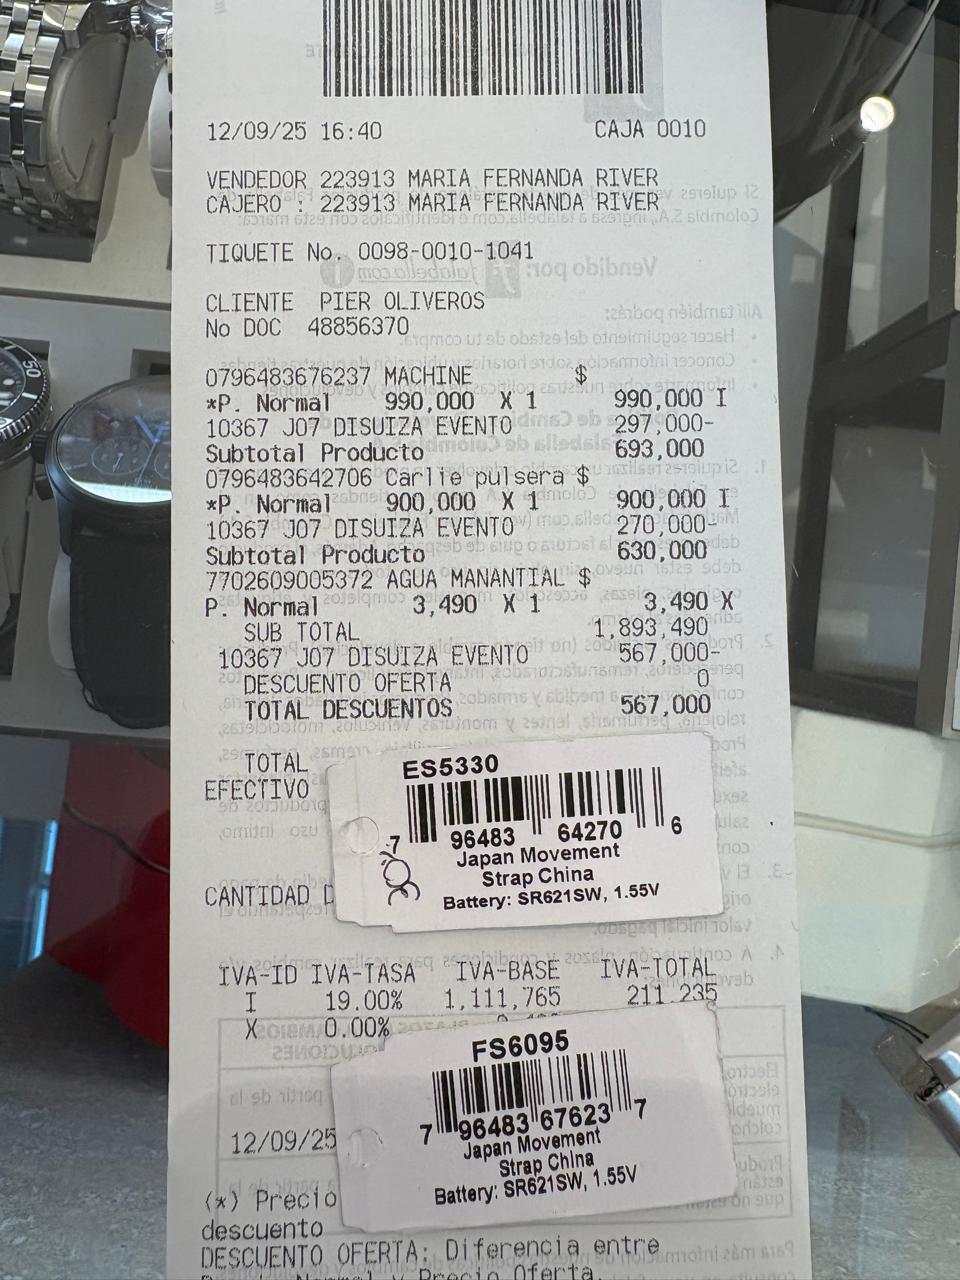 12/09/25 16:40 CAJA 0010
VENDEDOR 223913 MARIA FERNANDA RIVER
CAJERO : 223913 MARIA FERNANDA RIVER
TIQUETE No. 0098-0010-1041
CLIENTE PIER OLIVEROS
No DOC 48856370
0796483676237 MACHINE $
*P. Normal 990,000 X 1 990,000 I
10367 J07 DISUIZA EVENTO 297,000-
Subtotal Producto 693,000
0796483642706 Carlie pulsera $
*P. Normal 900,000 X 1 900,000 I
10367 J07 DISUIZA EVENTO 270,000-
Subtotal Producto 630,000
7702609005372 AGUA MANANTIAL $
P. Normal 3,490 X 1 3,490 X
SUB TOTAL 1,893,490
10367 J07 DISUIZA EVENTO 567,000-
DESCUENTO OFERTA 0
TOTAL DESCUENTOS 567,000
TOTAL
EFECTIVO
ES5330
7 96483 64270 6
Japan Movement
Strap China
Battery: SR621SW, 1.55V
CANTIDAD D
IVA-ID IVA-TASA IVA-BASE IVA-TOTAL
I 19.00% 1,111,765 211,235
X 0.00%
FS6095
7 96483 67623 7
Japan Movement
Strap China
Battery: SR621SW, 1.55V
12/09/25
(*) Precio
descuento
DESCUENTO OFERTA: Diferencia entre
Precio Oferta.